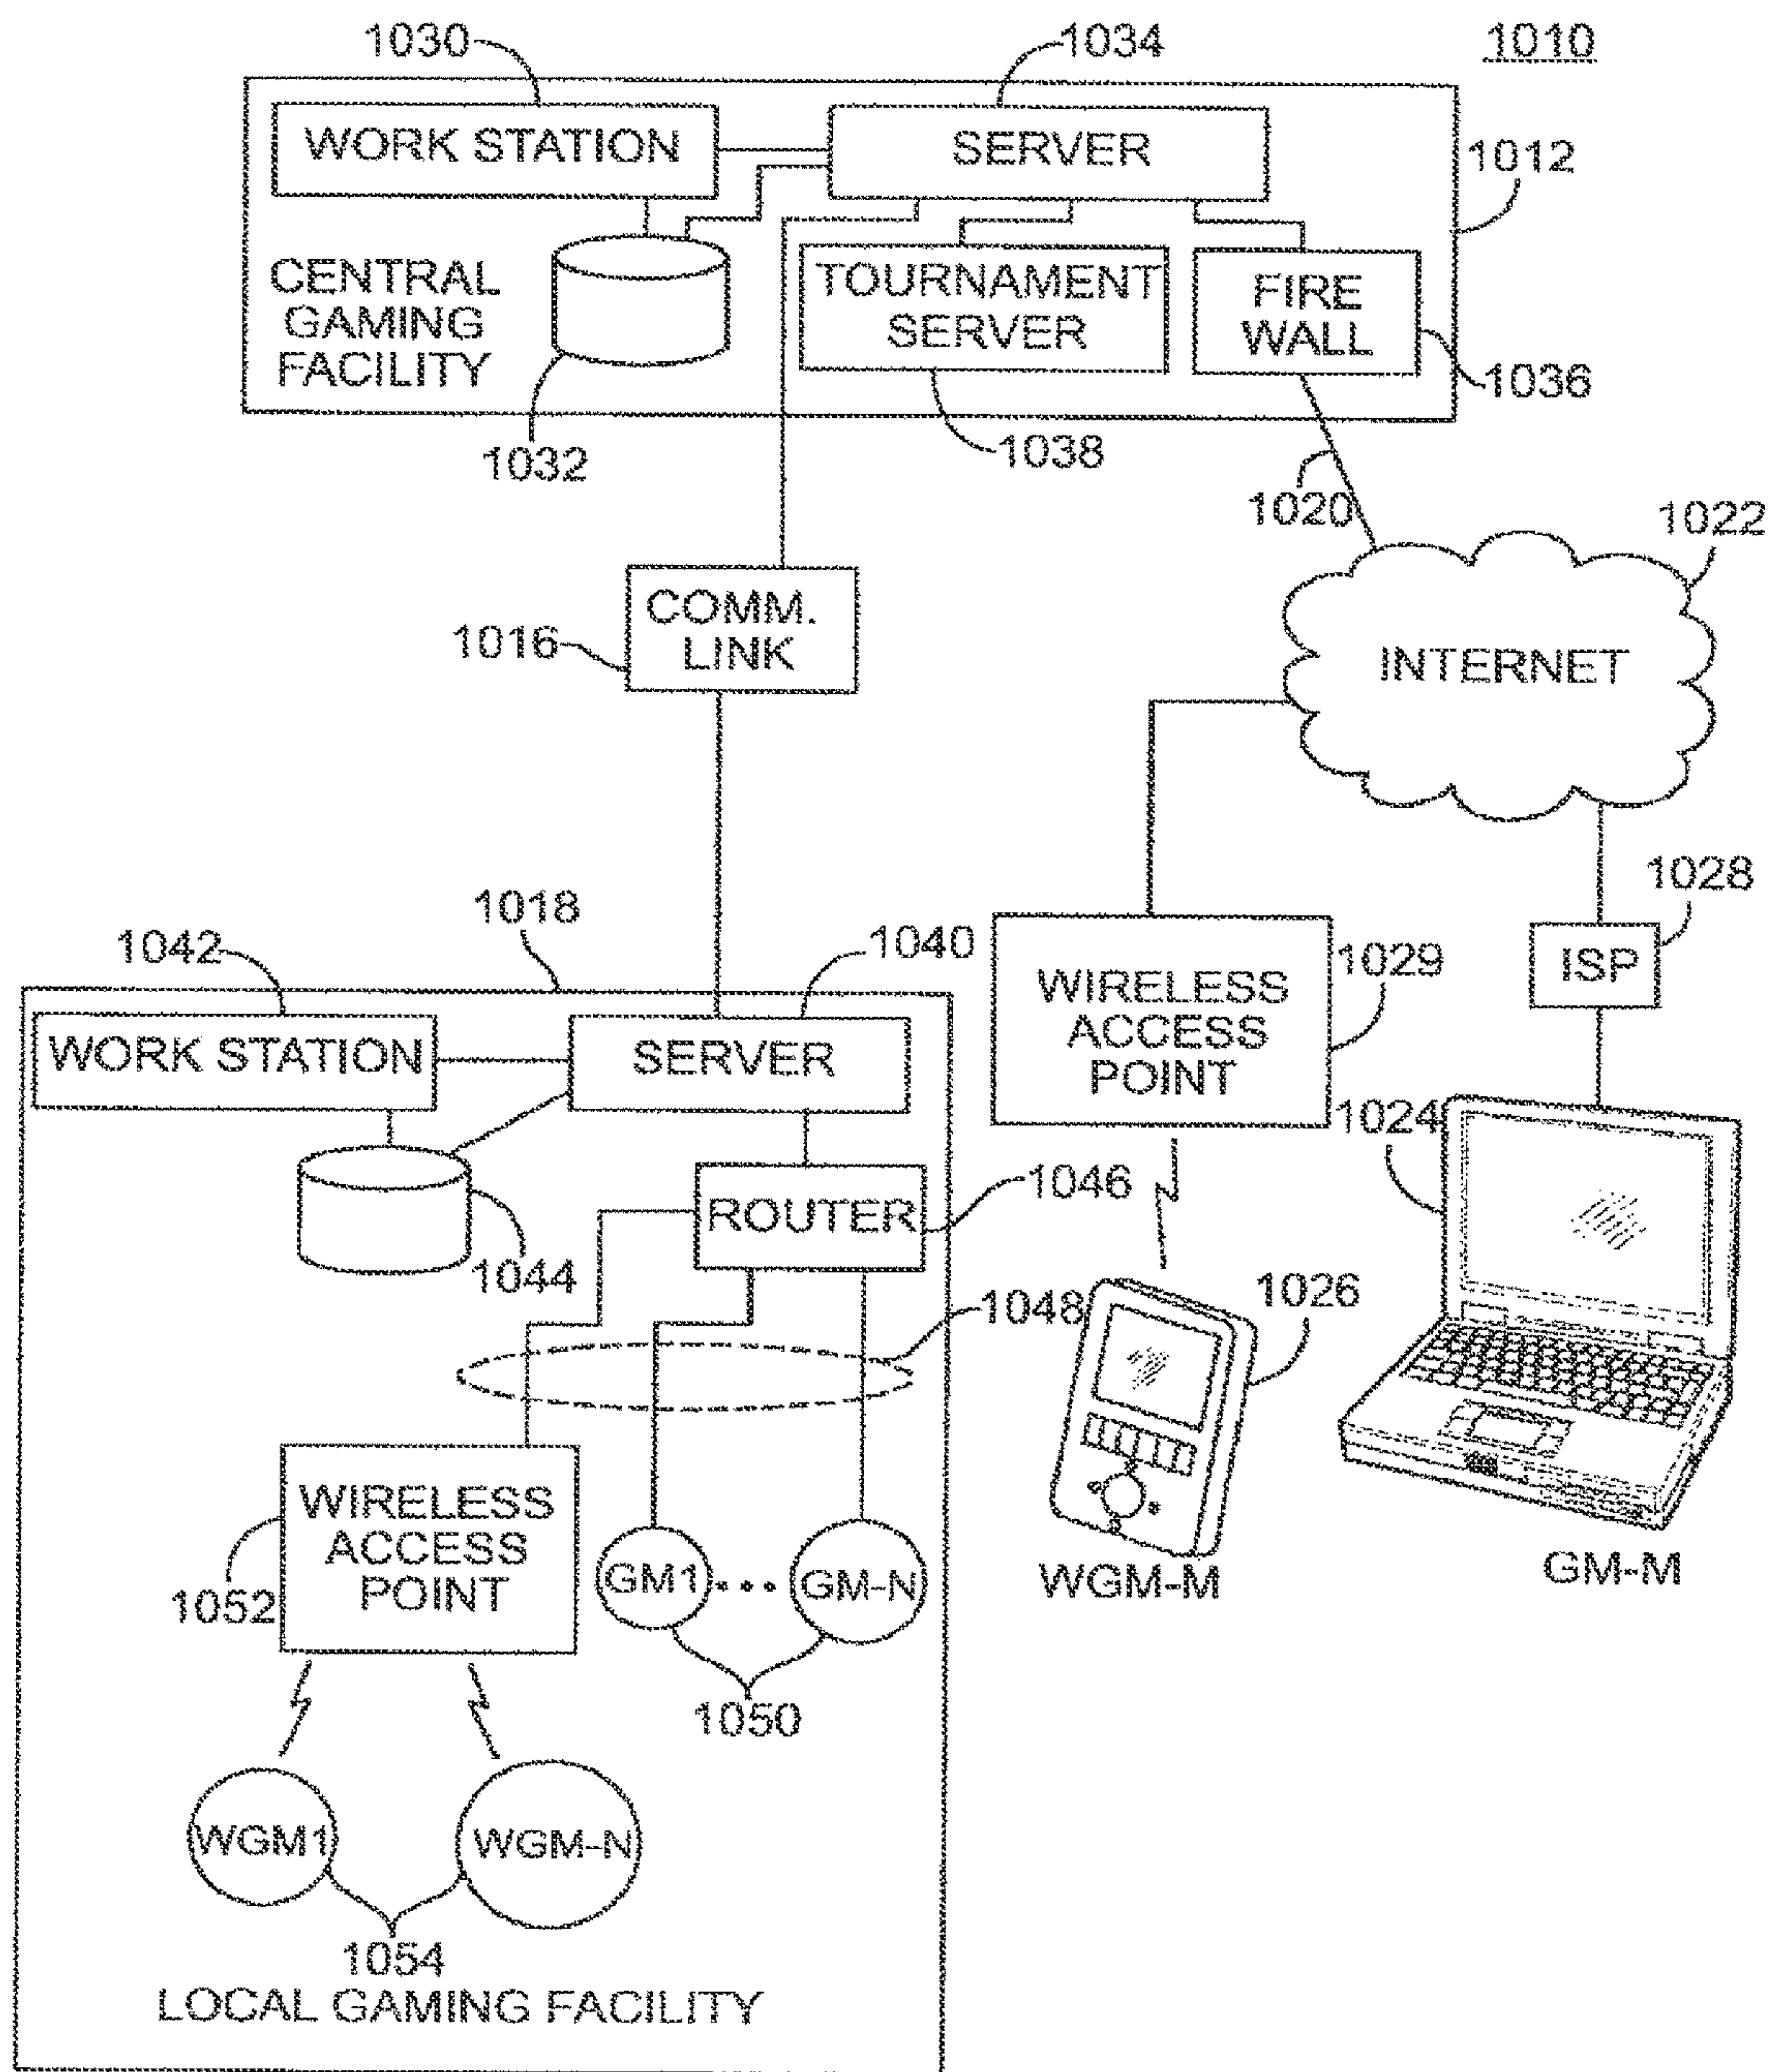 1030
1034
1010
WORK STATION
SERVER
1012
CENTRAL
GAMING
FACILITY
TOURNAMENT
SERVER
FIRE
WALL
1036
1032
1038
1020
1022
COMM.
LINK
1016
INTERNET
1028
1018
1042
1040
1029
ISP
WORK STATION
SERVER
WIRELESS
ACCESS
POINT
1024
ROUTER
1046
1044
1026
1048
WIRELESS
ACCESS
POINT
1052
GM1
GM-N
WGM-M
GM-M
1050
WGM1
WGM-N
1054
LOCAL GAMING FACILITY